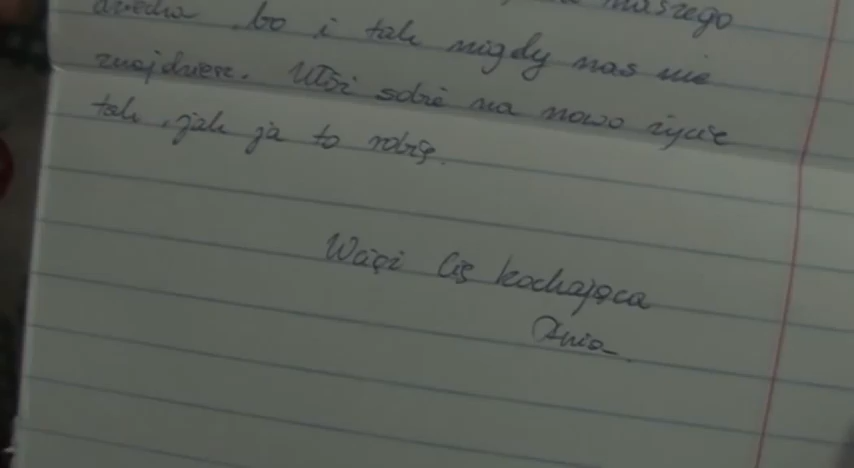 naszego
dziecka, bo i tak nigdy nas nie
znajdziesz. Ułóż sobie na nowo życie
tak, jak ja to robię.
Wciąż Cię kochająca
Ania